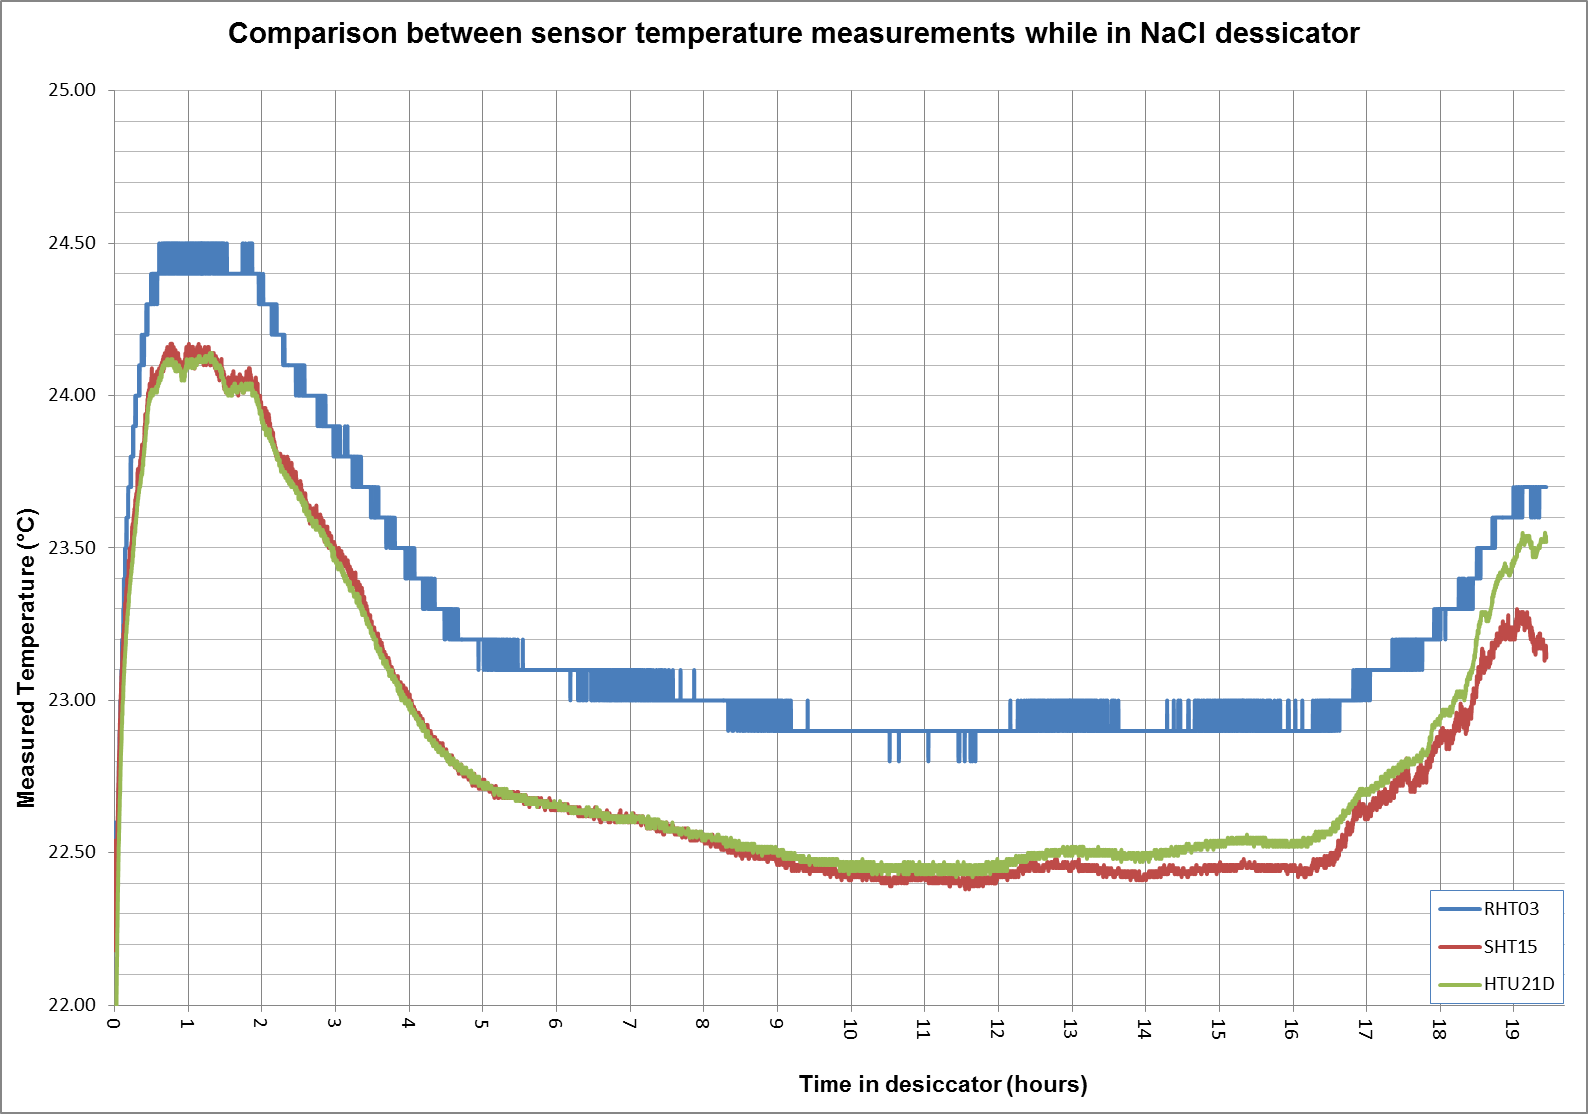 Comparison between sensor temperature measurements while in NaCl dessicator
25.00
24.50
24.00
23.50
23.00
22.50
22.00
Measured Temperature (°C)
0 1 2 3 4 5 6 7 8 9 10 11 12 13 14 15 16 17 18 19
Time in desiccator (hours)
RHT03
SHT15
HTU21D